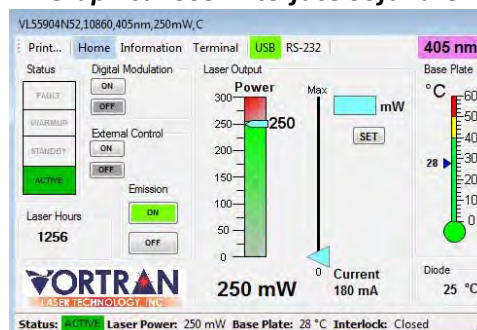 VL55904N52,10860,405nm,250mW,C
Print... Home Information Terminal USB RS-232 405 nm
Status Digital Modulation Laser Output Base Plate
FAULT
WARMUP
STANDBY
ACTIVE
ON
OFF
External Control
ON
OFF
Emission
ON
OFF
Laser Hours
1256
Power
300
250
200
150
100
50
0
250
Max
0
mW
SET
°C
60
50
40
30
20
10
0
28
VORTRAN
LASER TECHNOLOGY, INC
250 mW
Current
180 mA
Diode
25 °C
Status: ACTIVE Laser Power: 250 mW Base Plate: 28 °C Interlock: Closed